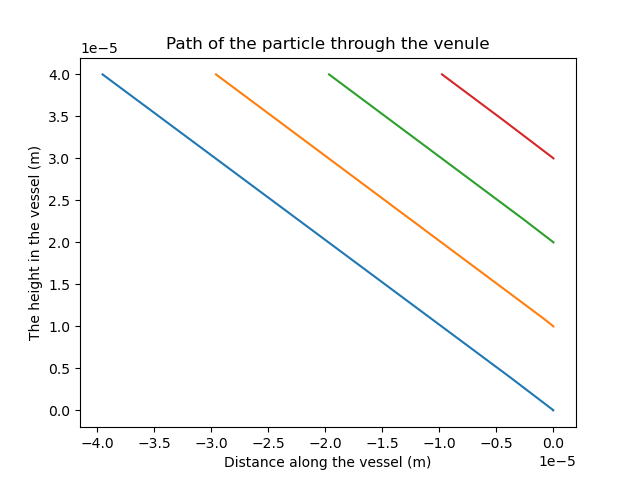 Path of the particle through the venule
1e−5
4.0
3.5
3.0
2.5
2.0
1.5
1.0
0.5
0.0
The height in the vessel (m)
−4.0 −3.5 −3.0 −2.5 −2.0 −1.5 −1.0 −0.5 0.0
1e−5
Distance along the vessel (m)